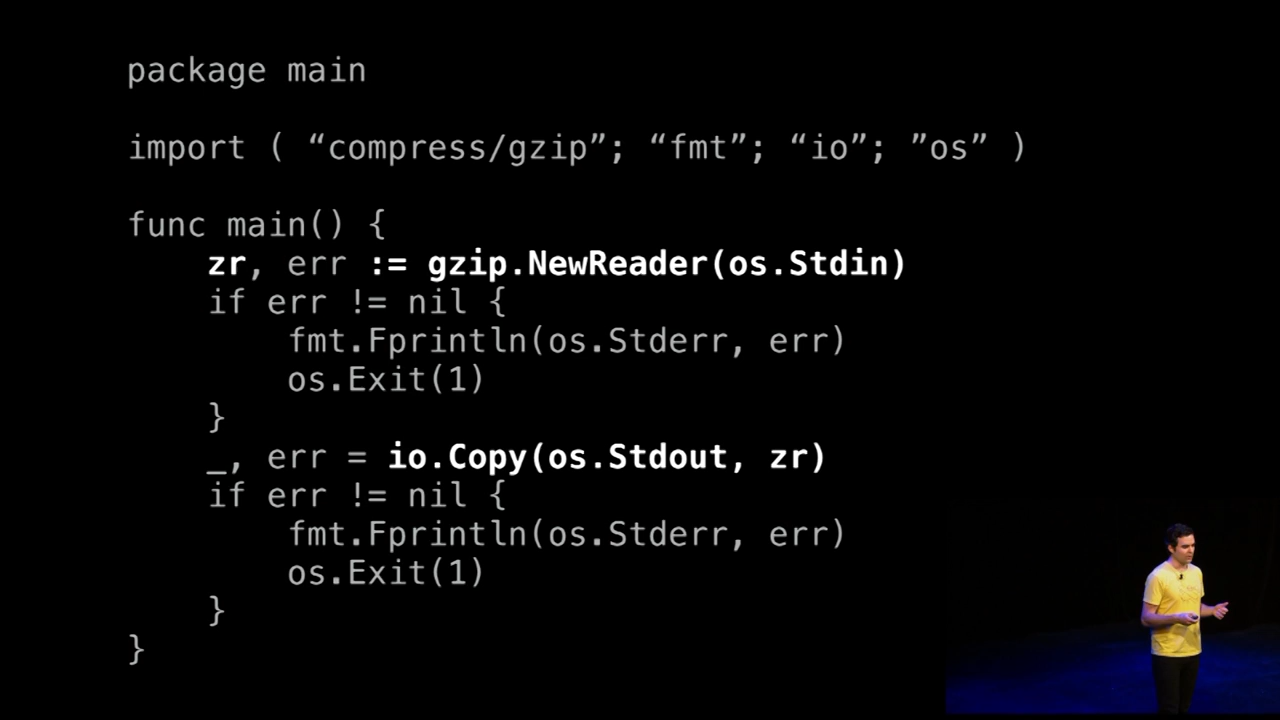 package main
import ( “compress/gzip”; “fmt”; “io”; ”os” )
func main() {
zr, err := gzip.NewReader(os.Stdin)
if err != nil {
fmt.Fprintln(os.Stderr, err)
os.Exit(1)
}
_, err = io.Copy(os.Stdout, zr)
if err != nil {
fmt.Fprintln(os.Stderr, err)
os.Exit(1)
}
}